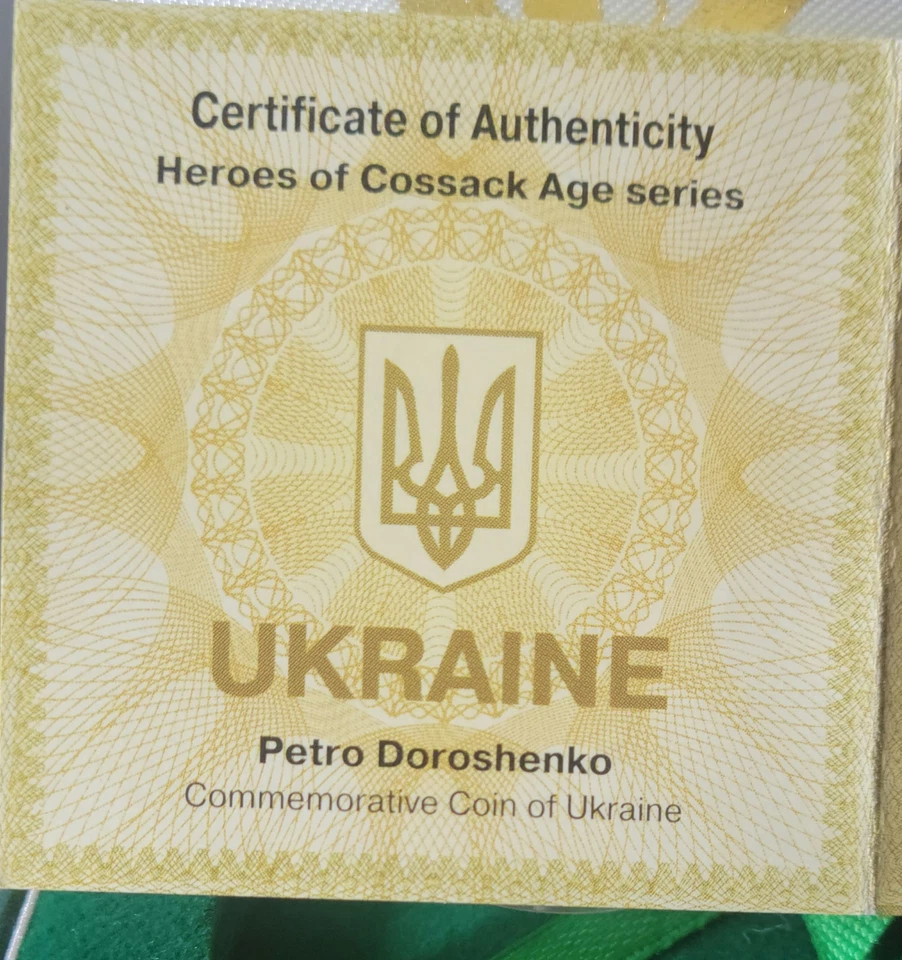 Certificate of Authenticity
Heroes of Cossack Age series
UKRAINE
Petro Doroshenko
Commemorative Coin of Ukraine